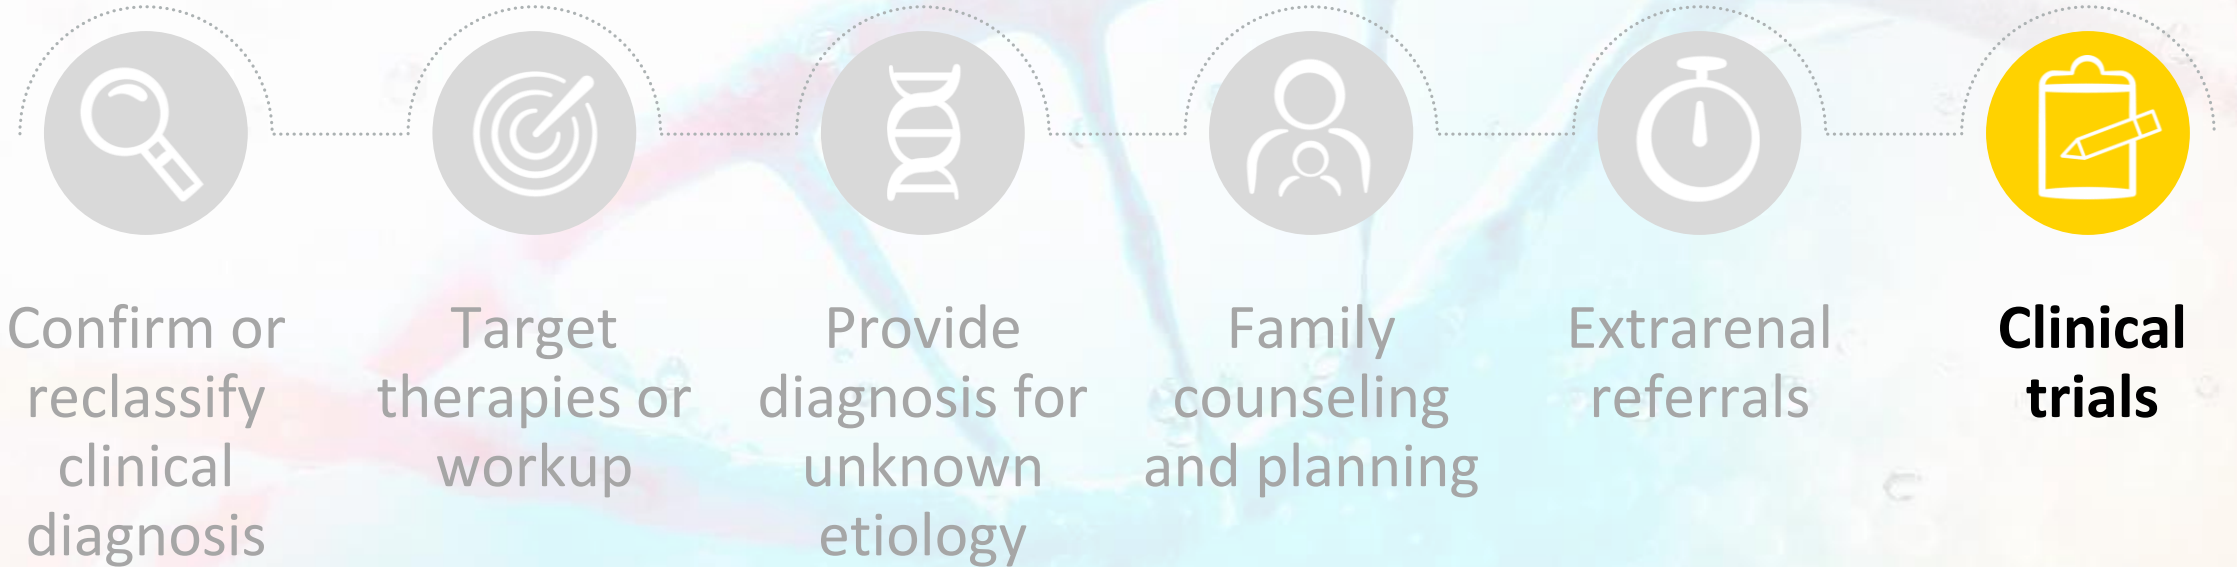 Confirm or
reclassify
clinical
diagnosis
Target
therapies or
workup
Provide
diagnosis for
unknown
etiology
Family
counseling
and planning
Extrarenal
referrals
Clinical
trials